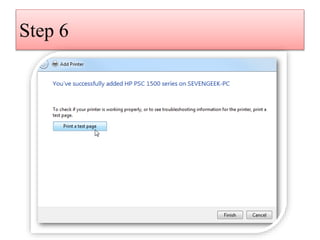 Step 6
Add Printer
You've successfully added HP PSC 1500 series on SEVENGEEK-PC
To check if your printer is working properly, or to see troubleshooting information for the printer, print a
test page.
Print a test page
Finish
Cancel